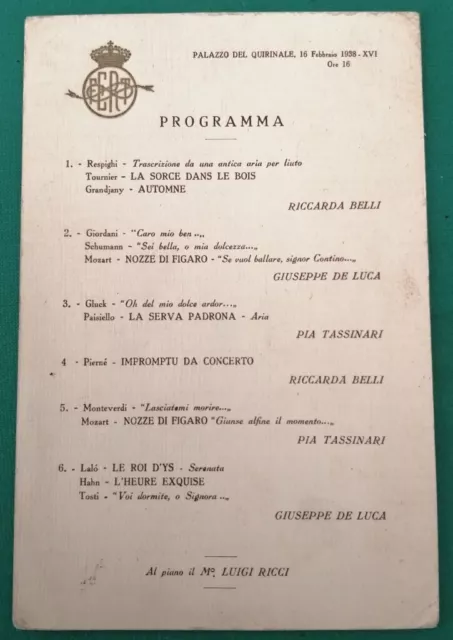 PALAZZO DEL QUIRINALE, 16 Febbraio 1938 - XVI
Ore 16
PROGRAMMA
1. - Respighi - Trascrizione da una antica aria per liuto
Tournier - LA SORCE DANS LE BOIS
Grandjany - AUTOMNE
RICCARDA BELLI
2. - Giordani - "Caro mio ben..„
Schumann - "Sei bella, o mia dolcezza...„
Mozart - NOZZE DI FIGARO - "Se vuol ballare, signor Contino...„
GIUSEPPE DE LUCA
3. - Gluck - "Oh del mio dolce ardor...„
Paisiello - LA SERVA PADRONA - Aria
PIA TASSINARI
4 - Pierné - IMPROMPTU DA CONCERTO
RICCARDA BELLI
5. - Monteverdi - "Lasciatemi morire...„
Mozart - NOZZE DI FIGARO "Giunse alfine il momento...„
PIA TASSINARI
6. - Laló - LE ROI D'YS - Serenata
Hahn - L'HEURE EXQUISE
Tosti - "Voi dormite, o Signora..„
GIUSEPPE DE LUCA
Al piano il Mº. LUIGI RICCI